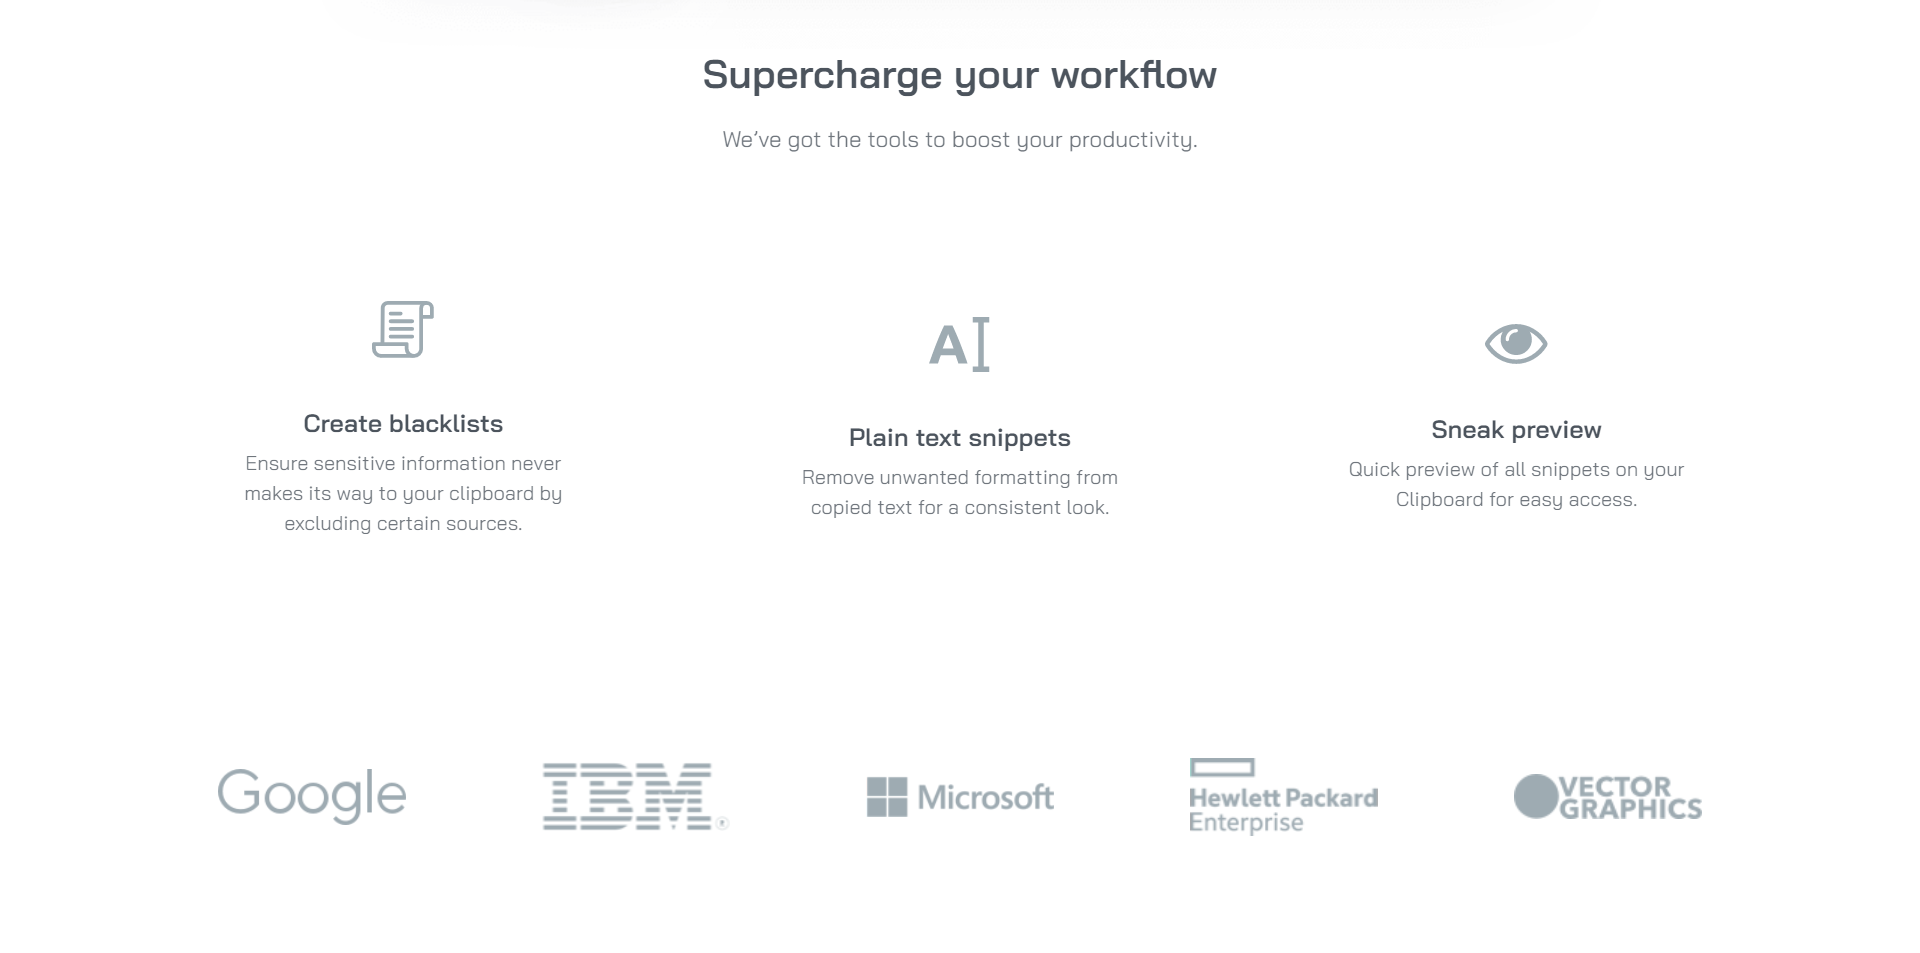 Supercharge your workflow
We’ve got the tools to boost your productivity.
A
Create blacklists
Ensure sensitive information never
makes its way to your clipboard by
excluding certain sources.
Plain text snippets
Remove unwanted formatting from
copied text for a consistent look.
Sneak preview
Quick preview of all snippets on your
Clipboard for easy access.
Google
IBM®
Microsoft
Hewlett Packard
Enterprise
VECTOR
GRAPHICS